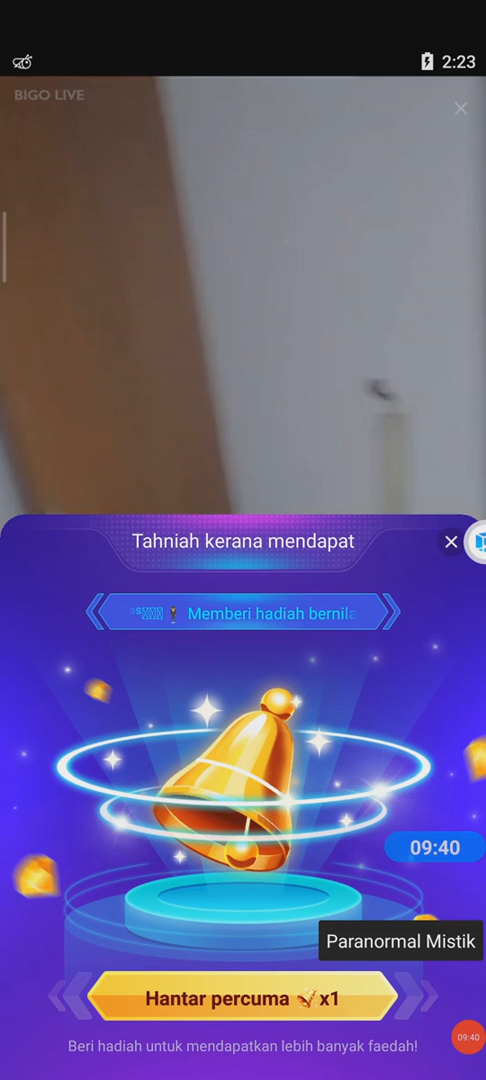 2:23
BIGO LIVE
Tahniah kerana mendapat
Memberi hadiah bernila
09:40
Paranormal Mistik
Hantar percuma x1
09:40
Beri hadiah untuk mendapatkan lebih banyak faedah!